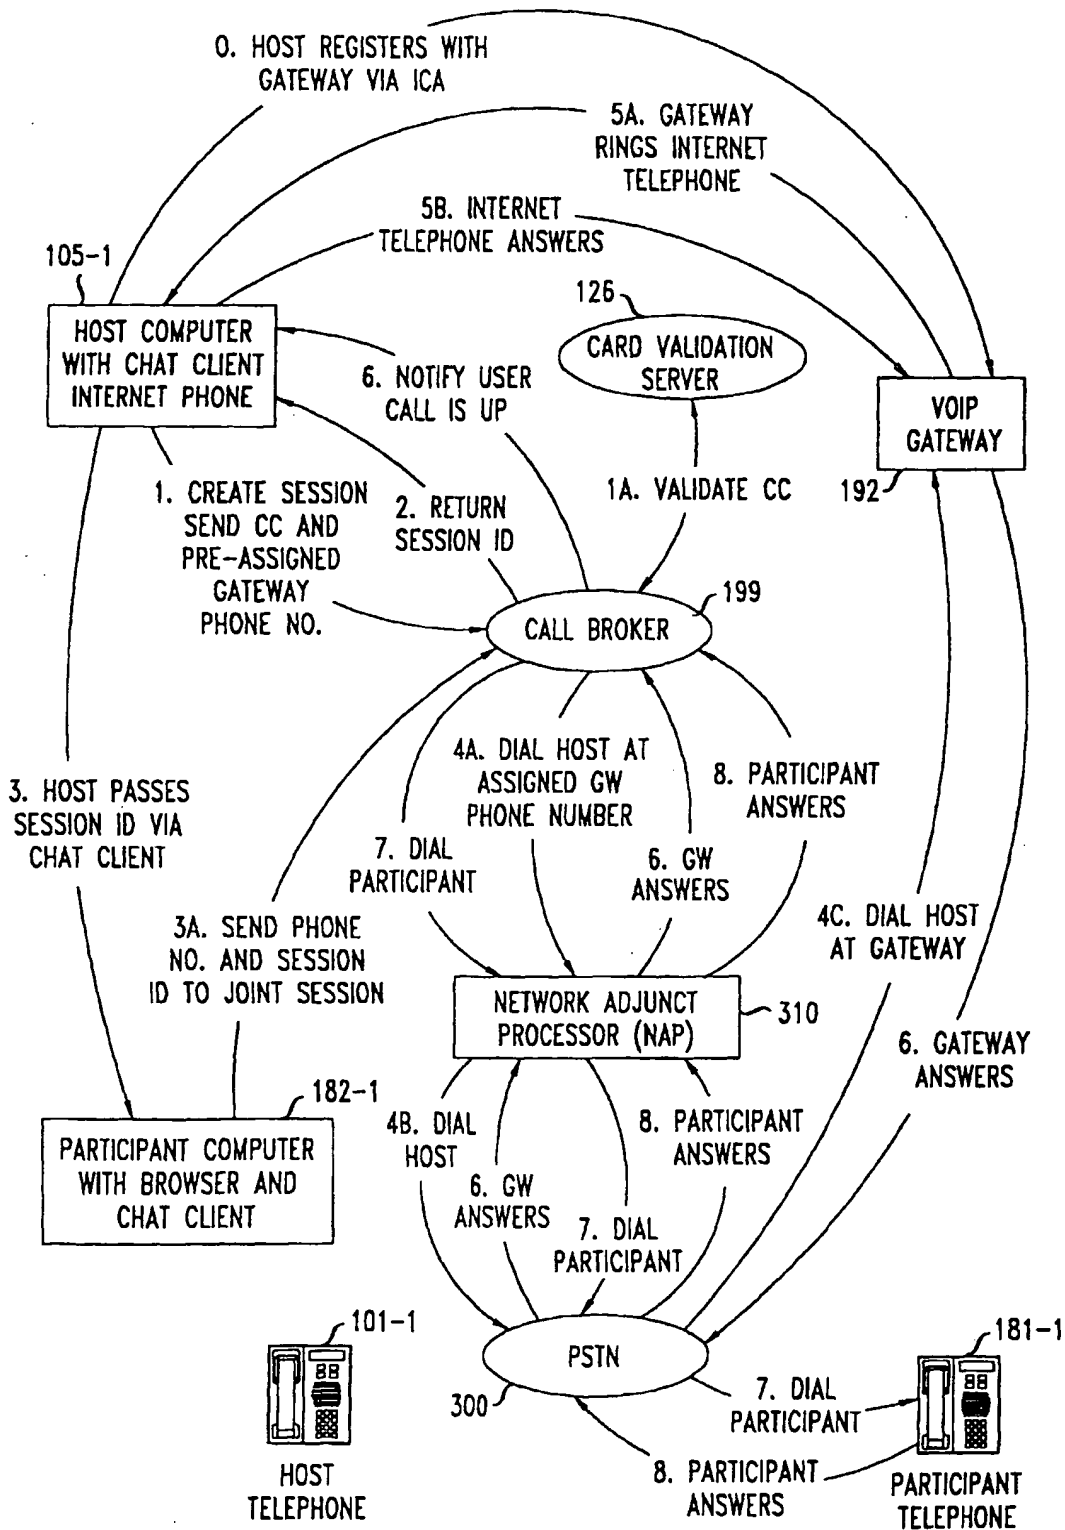 0. HOST REGISTERS WITH
GATEWAY VIA ICA
5A. GATEWAY
RINGS INTERNET
TELEPHONE
5B. INTERNET
TELEPHONE ANSWERS
105-1
HOST COMPUTER
WITH CHAT CLIENT
INTERNET PHONE
126
CARD VALIDATION
SERVER
6. NOTIFY USER
CALL IS UP
VOIP
GATEWAY
192
1. CREATE SESSION
SEND CC AND
PRE-ASSIGNED
GATEWAY
PHONE NO.
2. RETURN
SESSION ID
1A. VALIDATE CC
199
CALL BROKER
3. HOST PASSES
SESSION ID VIA
CHAT CLIENT
4A. DIAL HOST AT
ASSIGNED GW
PHONE NUMBER
8. PARTICIPANT
ANSWERS
7. DIAL
PARTICIPANT
6. GW
ANSWERS
3A. SEND PHONE
NO. AND SESSION
ID TO JOINT SESSION
4C. DIAL HOST
AT GATEWAY
NETWORK ADJUNCT
PROCESSOR (NAP)
310
6. GATEWAY
ANSWERS
182-1
PARTICIPANT COMPUTER
WITH BROWSER AND
CHAT CLIENT
4B. DIAL
HOST
8. PARTICIPANT
ANSWERS
6. GW
ANSWERS
7. DIAL
PARTICIPANT
101-1
HOST
TELEPHONE
PSTN
300
181-1
7. DIAL
PARTICIPANT
8. PARTICIPANT
ANSWERS
PARTICIPANT
TELEPHONE